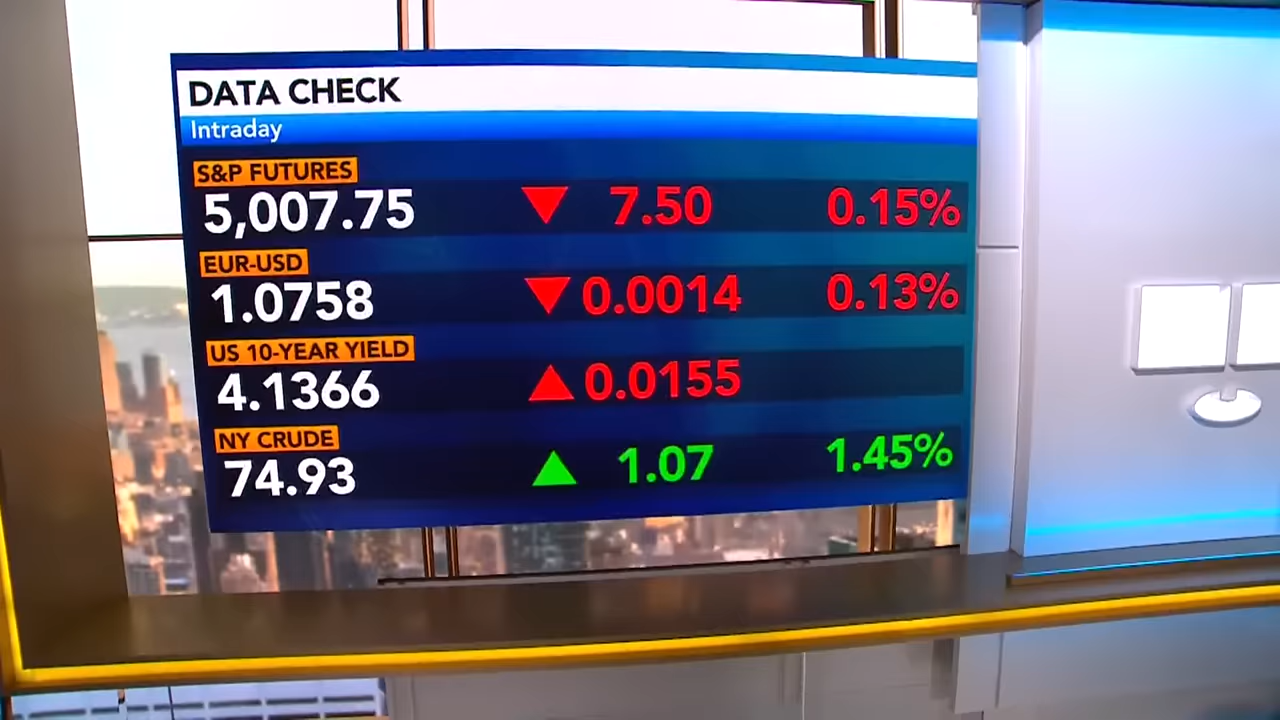 DATA CHECK
Intraday
S&P FUTURES
5,007.75 ▼ 7.50 0.15%
EUR-USD
1.0758 ▼ 0.0014 0.13%
US 10-YEAR YIELD
4.1366 ▲ 0.0155
NY CRUDE
74.93 ▲ 1.07 1.45%